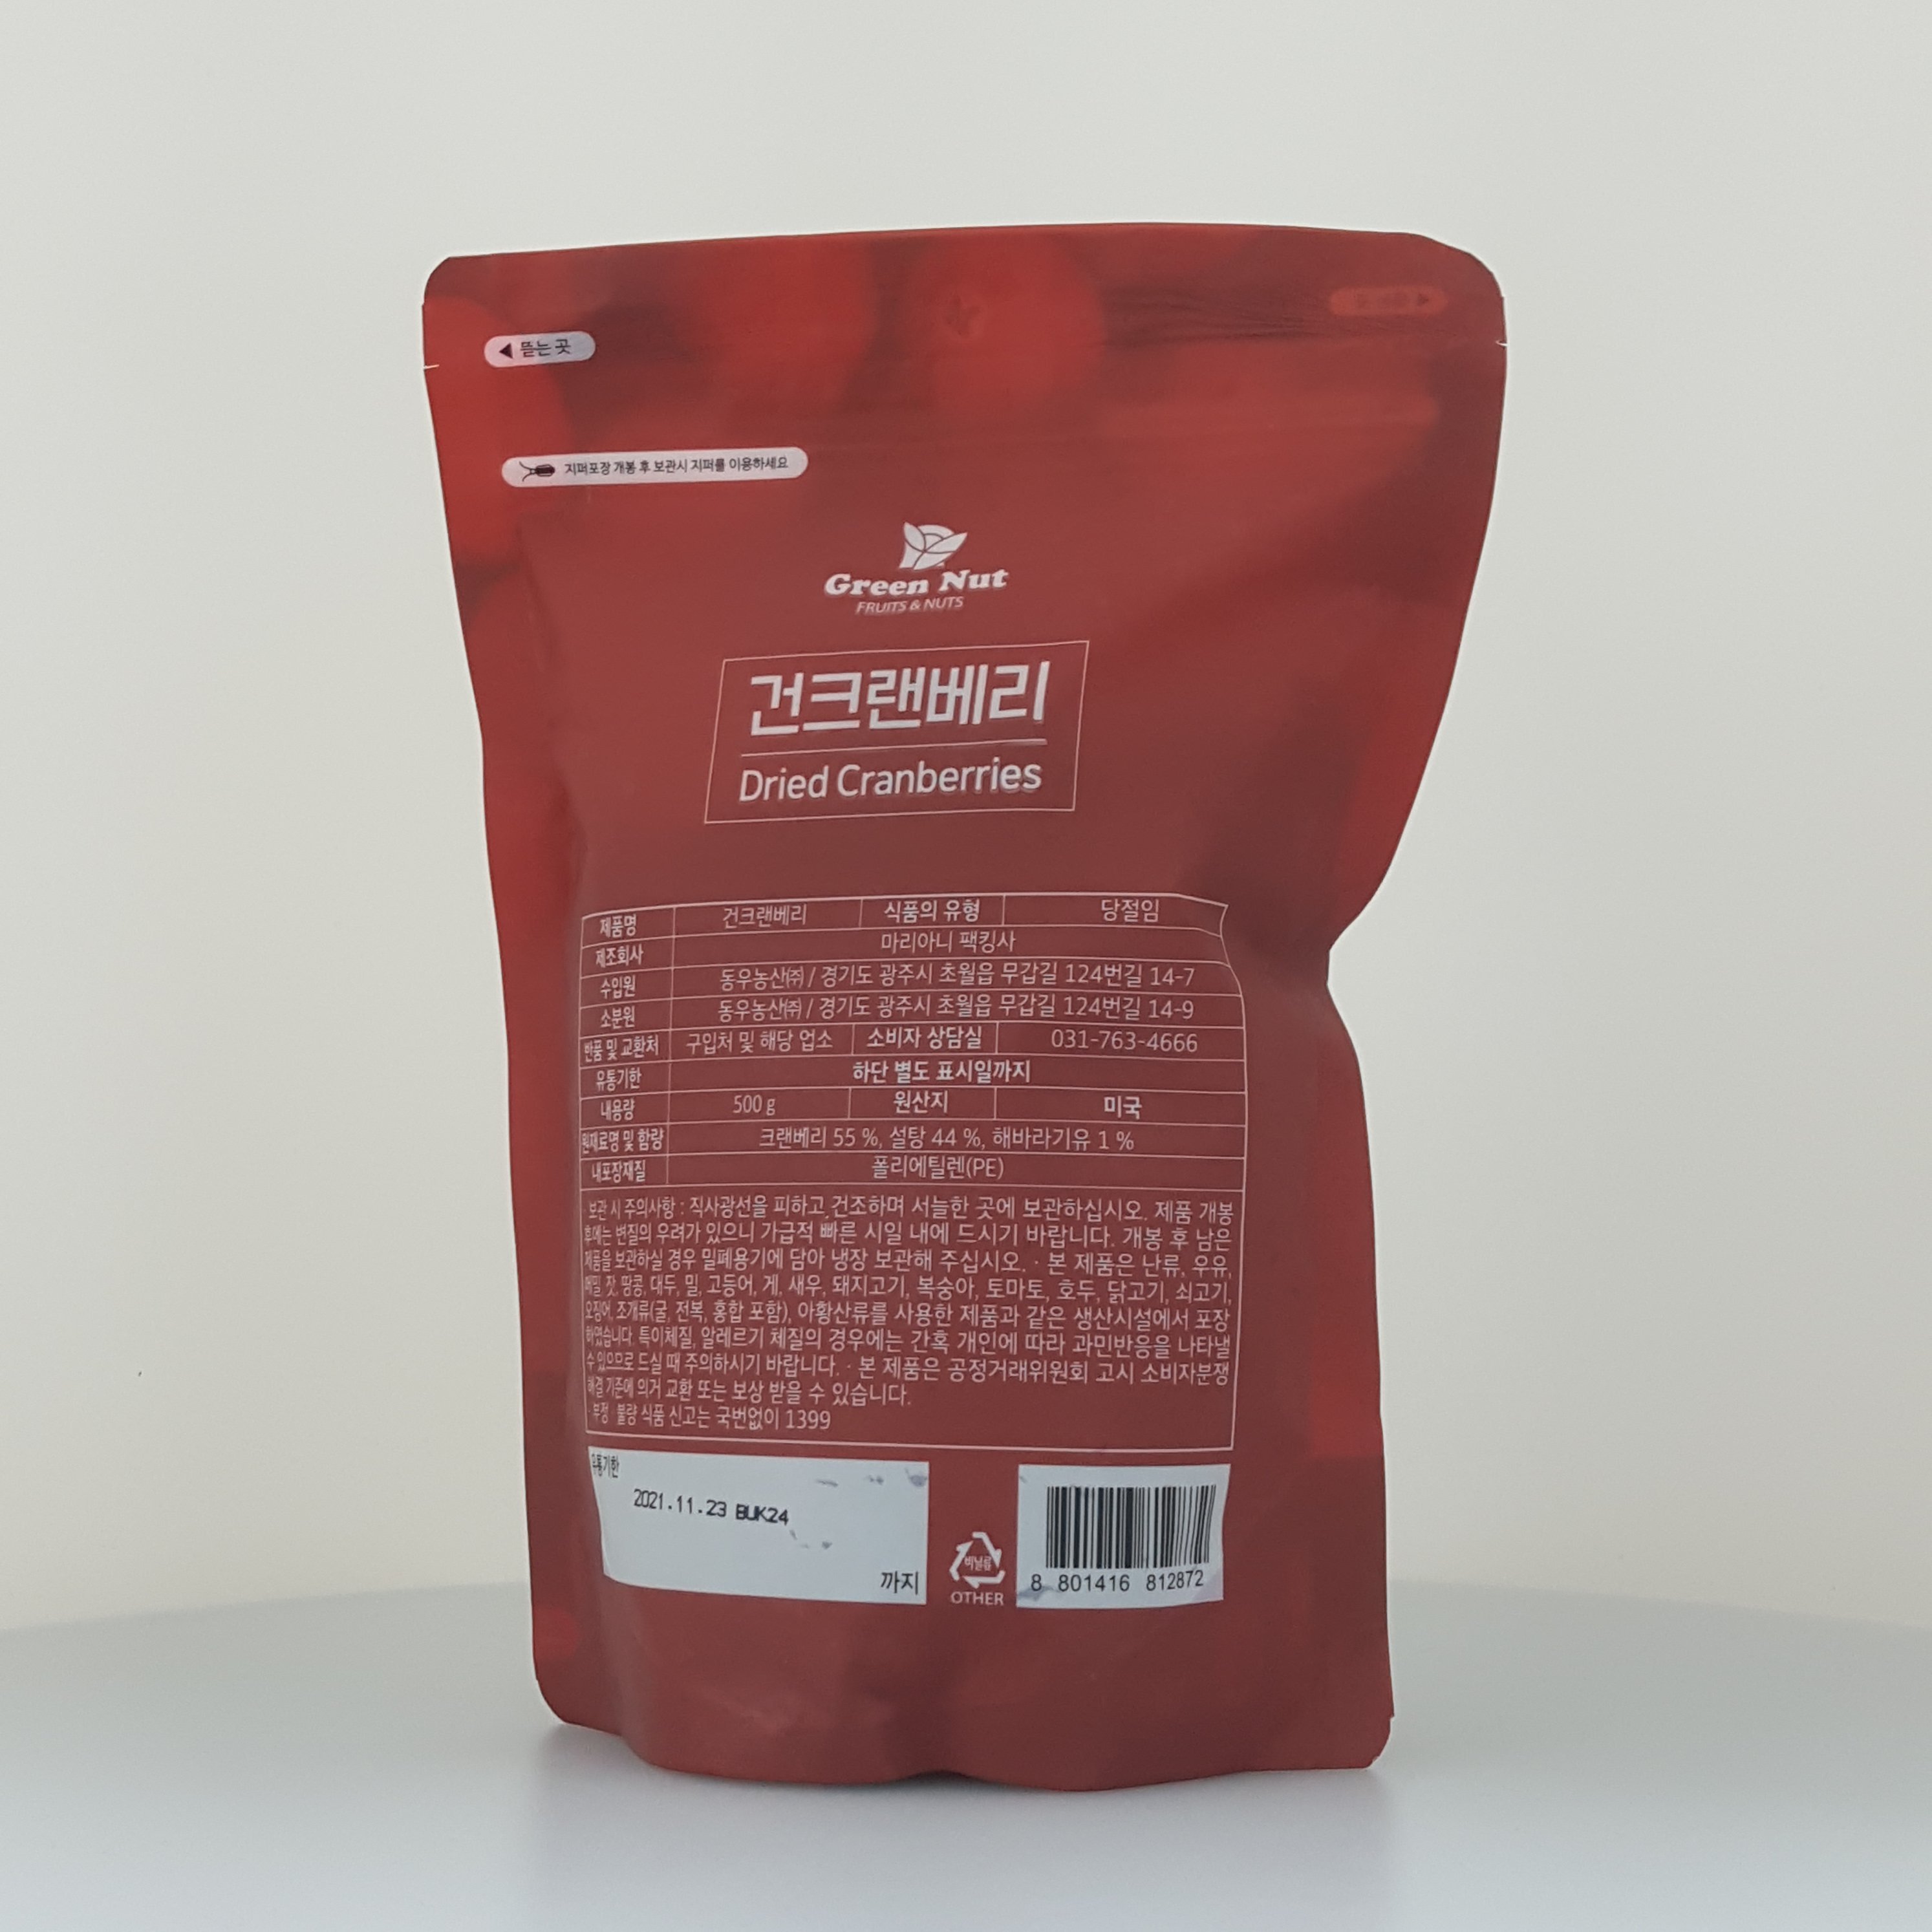 뜯는 곳
지퍼포장 개봉 후 보관시 지퍼를 이용하세요
Green Nut
FRUITS & NUTS
건크랜베리
Dried Cranberries
제품명 건크랜베리 식품의 유형 당절임
제조회사 마리아니 팩킹사
수입원 동우농산㈜ / 경기도 광주시 초월읍 무갑길 124번길 14-7
소분원 동우농산㈜ / 경기도 광주시 초월읍 무갑길 124번길 14-9
반품 및 교환처 구입처 및 해당 업소 소비자 상담실 031-763-4666
유통기한 하단 별도 표시일까지
내용량 500 g 원산지 미국
원재료명 및 함량 크랜베리 55 %, 설탕 44 %, 해바라기유 1 %
내포장재질 폴리에틸렌(PE)
· 보관 시 주의사항 : 직사광선을 피하고, 건조하며 서늘한 곳에 보관하십시오. 제품 개봉
후에는 변질의 우려가 있으니 가급적 빠른 시일 내에 드시기 바랍니다. 개봉 후 남은
제품을 보관하실 경우 밀폐용기에 담아 냉장 보관해 주십시오. · 본 제품은 난류, 우유,
메밀, 잣, 땅콩, 대두, 밀, 고등어, 게, 새우, 돼지고기, 복숭아, 토마토, 호두, 닭고기, 쇠고기,
오징어, 조개류(굴, 전복, 홍합 포함), 아황산류를 사용한 제품과 같은 생산시설에서 포장
하였습니다. 특이체질, 알레르기 체질의 경우에는 간혹 개인에 따라 과민반응을 나타낼
수 있으므로 드실 때 주의하시기 바랍니다. · 본 제품은 공정거래위원회 고시 소비자분쟁
해결 기준에 의거 교환 또는 보상 받을 수 있습니다.
· 부정 · 불량 식품 신고는 국번없이 1399
유통기한
2021.11.23 BUK24
까지
비닐류
OTHER
8 801416 812872